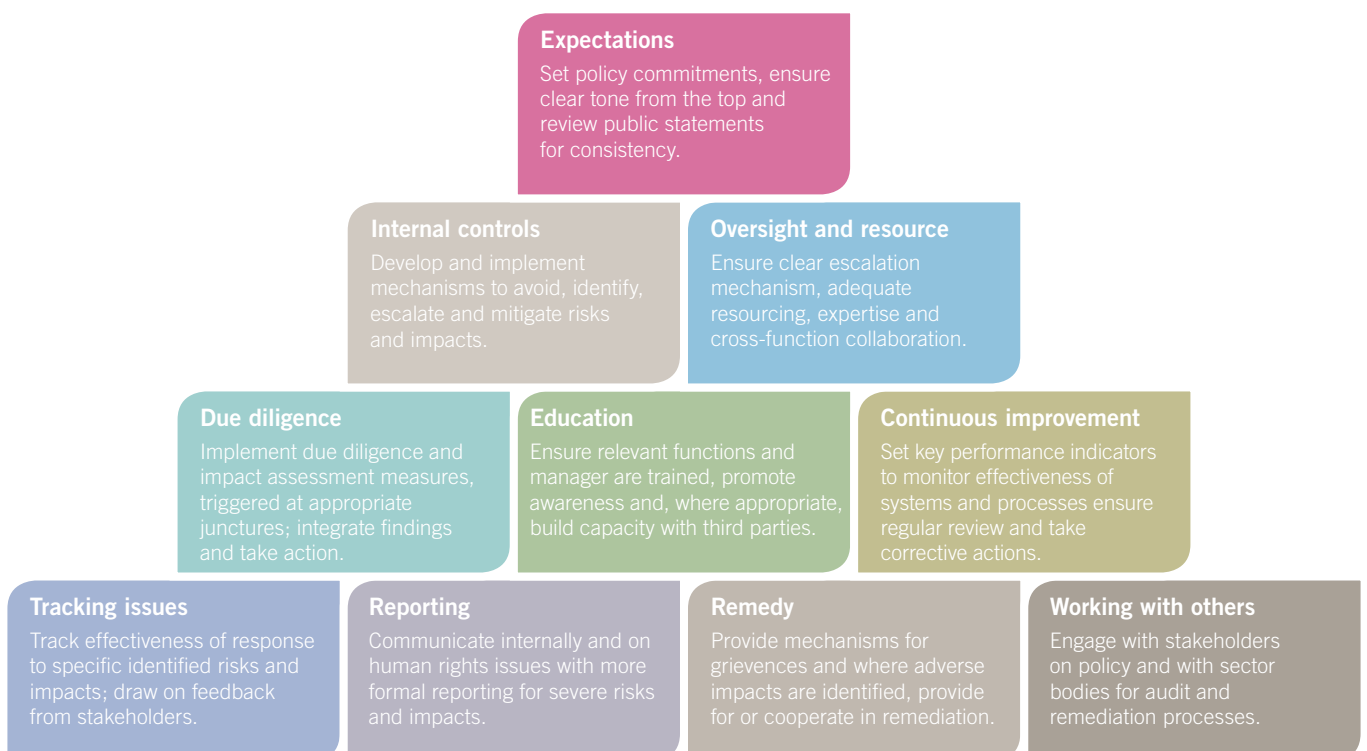 Expectations
Set policy commitments, ensure
clear tone from the top and
review public statements
for consistency.
Internal controls
Develop and implement
mechanisms to avoid, identify,
escalate and mitigate risks
and impacts.
Oversight and resource
Ensure clear escalation
mechanism, adequate
resourcing, expertise and
cross-function collaboration.
Due diligence
Implement due diligence and
impact assessment measures,
triggered at appropriate
junctures; integrate findings
and take action.
Education
Ensure relevant functions and
manager are trained, promote
awareness and, where appropriate,
build capacity with third parties.
Continuous improvement
Set key performance indicators
to monitor effectiveness of
systems and processes ensure
regular review and take
corrective actions.
Tracking issues
Track effectiveness of response
to specific identified risks and
impacts; draw on feedback
from stakeholders.
Reporting
Communicate internally and on
human rights issues with more
formal reporting for severe risks
and impacts.
Remedy
Provide mechanisms for
grievences and where adverse
impacts are identified, provide
for or cooperate in remediation.
Working with others
Engage with stakeholders
on policy and with sector
bodies for audit and
remediation processes.